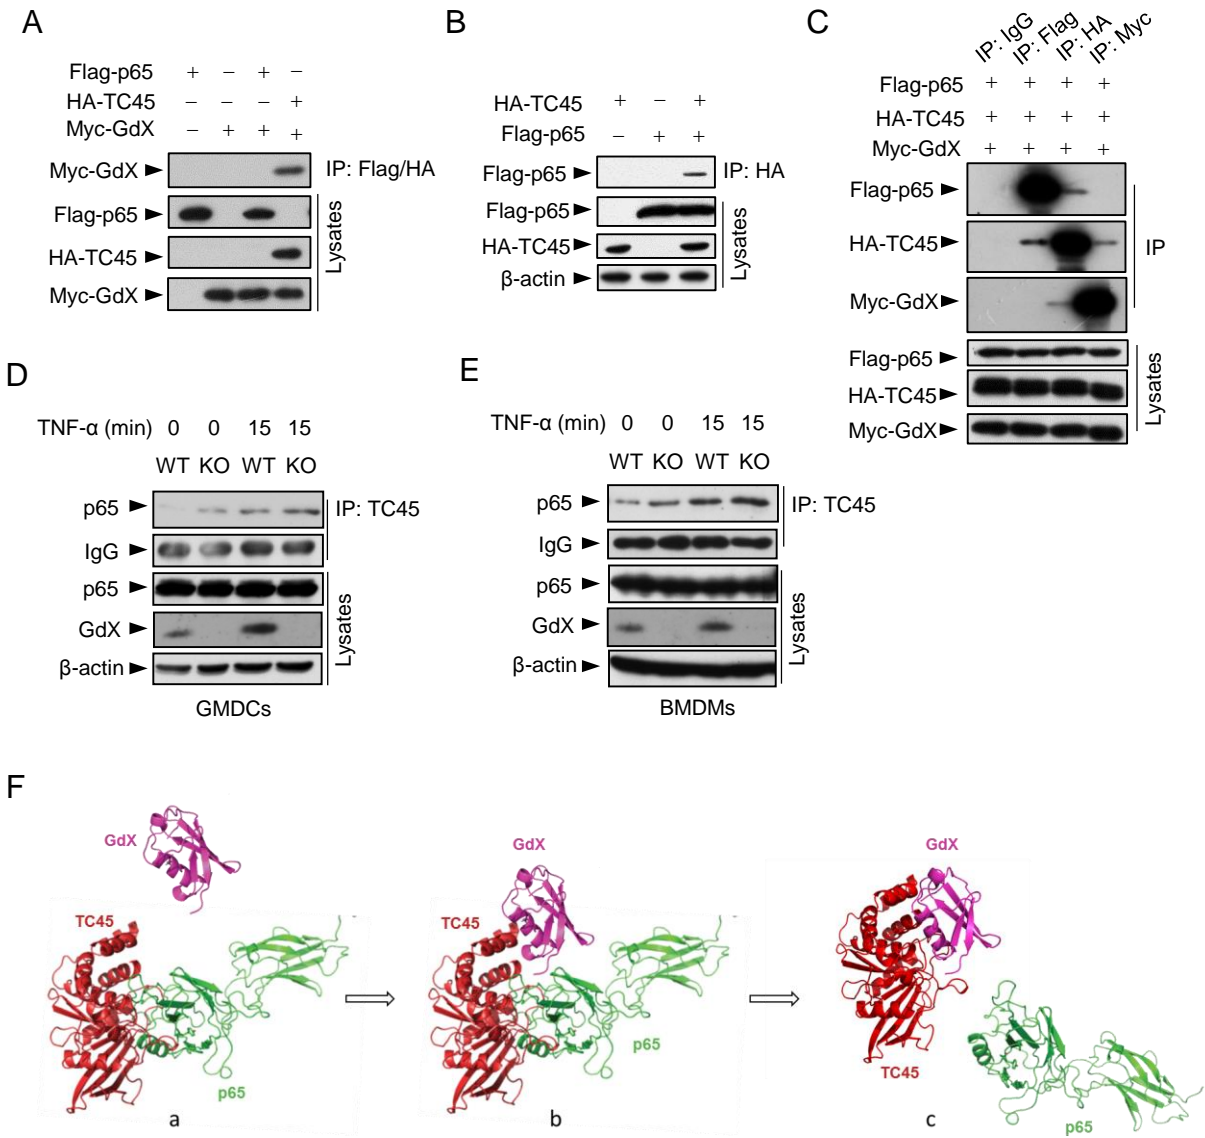 A
Flag-p65 + – + –
HA-TC45 – – – +
Myc-GdX – + + +
Myc-GdX IP: Flag/HA
Flag-p65
HA-TC45
Myc-GdX
Lysates
B
HA-TC45 + – +
Flag-p65 – + +
Flag-p65 IP: HA
Flag-p65
HA-TC45
β-actin
Lysates
C
IP: IgG IP: Flag IP: HA IP: Myc
Flag-p65 + + + +
HA-TC45 + + + +
Myc-GdX + + + +
Flag-p65
HA-TC45
Myc-GdX
IP
Flag-p65
HA-TC45
Myc-GdX
Lysates
D
TNF-α (min) 0 0 15 15
WT KO WT KO
p65 IP: TC45
IgG
p65
GdX
β-actin
Lysates
GMDCs
E
TNF-α (min) 0 0 15 15
WT KO WT KO
p65 IP: TC45
IgG
p65
GdX
β-actin
Lysates
BMDMs
F
GdX
TC45
p65
a
GdX
TC45
p65
b
GdX
TC45
p65
c